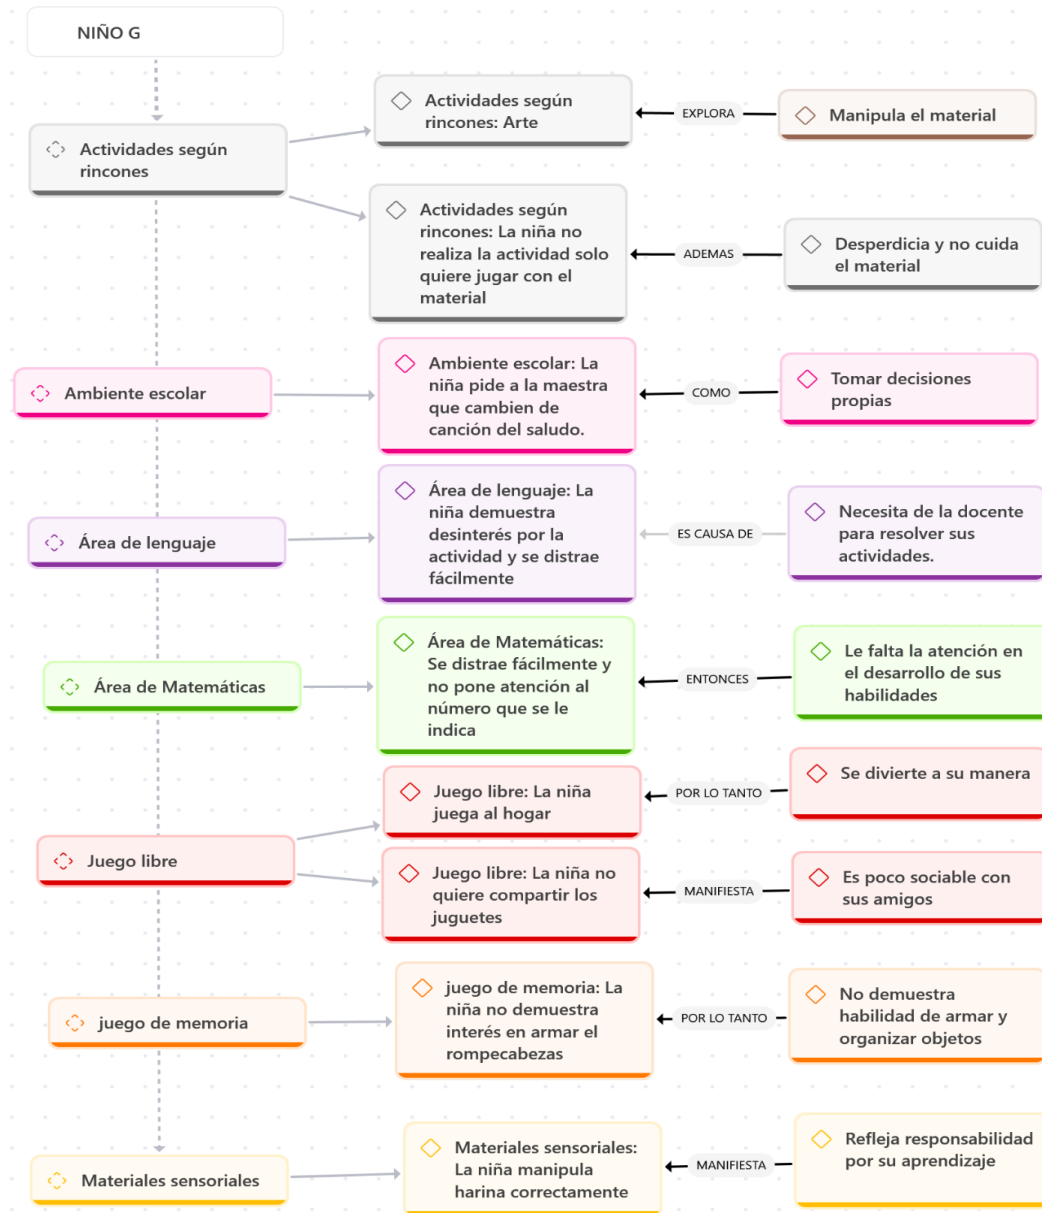 NIÑO G
Actividades según
rincones
Actividades según
rincones: Arte
EXPLORA
Manipula el material
Actividades según
rincones: La niña no
realiza la actividad solo
quiere jugar con el
material
ADEMAS
Desperdicia y no cuida
el material
Ambiente escolar
Ambiente escolar: La
niña pide a la maestra
que cambien de
canción del saludo.
COMO
Tomar decisiones
propias
Área de lenguaje
Área de lenguaje: La
niña demuestra
desinterés por la
actividad y se distrae
fácilmente
ES CAUSA DE
Necesita de la docente
para resolver sus
actividades.
Área de Matemáticas
Área de Matemáticas:
Se distrae fácilmente y
no pone atención al
número que se le
indica
ENTONCES
Le falta la atención en
el desarrollo de sus
habilidades
Juego libre
Juego libre: La niña
juega al hogar
POR LO TANTO
Se divierte a su manera
Juego libre: La niña no
quiere compartir los
juguetes
MANIFIESTA
Es poco sociable con
sus amigos
juego de memoria
juego de memoria: La
niña no demuestra
interés en armar el
rompecabezas
POR LO TANTO
No demuestra
habilidad de armar y
organizar objetos
Materiales sensoriales
Materiales sensoriales:
La niña manipula
harina correctamente
MANIFIESTA
Refleja responsabilidad
por su aprendizaje